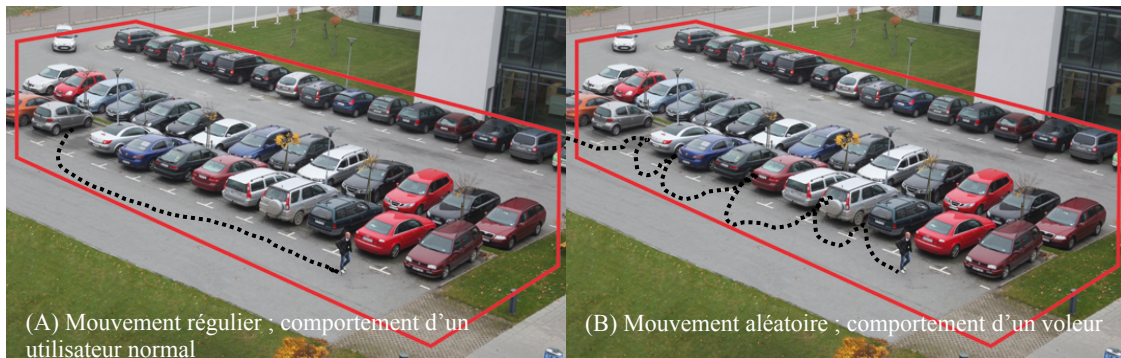 (A) Mouvement régulier ; comportement d'un
utilisateur normal
(B) Mouvement aléatoire ; comportement d'un voleur